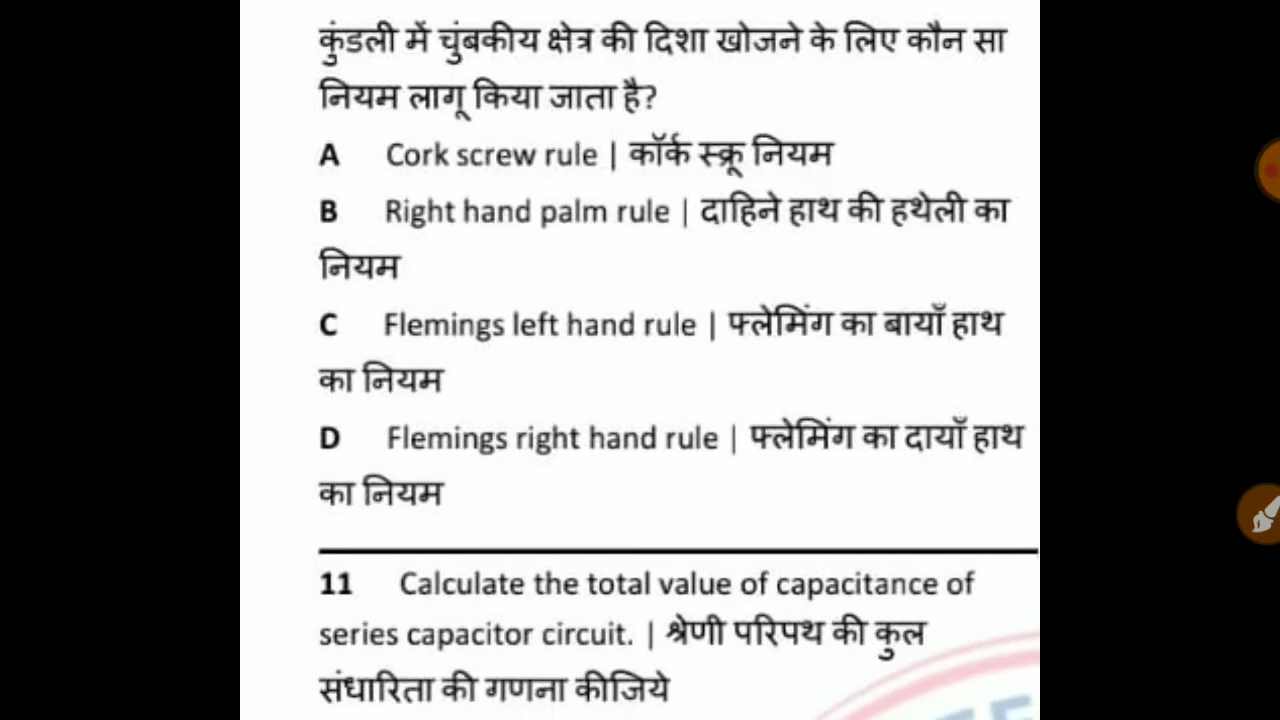 कुंडली में चुंबकीय क्षेत्र की दिशा खोजने के लिए कौन सा
नियम लागू किया जाता है?
A Cork screw rule | कॉर्क स्क्रू नियम
B Right hand palm rule | दाहिने हाथ की हथेली का
नियम
C Flemings left hand rule | फ्लेमिंग का बायाँ हाथ
का नियम
D Flemings right hand rule | फ्लेमिंग का दायाँ हाथ
का नियम
11 Calculate the total value of capacitance of
series capacitor circuit. | श्रेणी परिपथ की कुल
संधारिता की गणना कीजिये